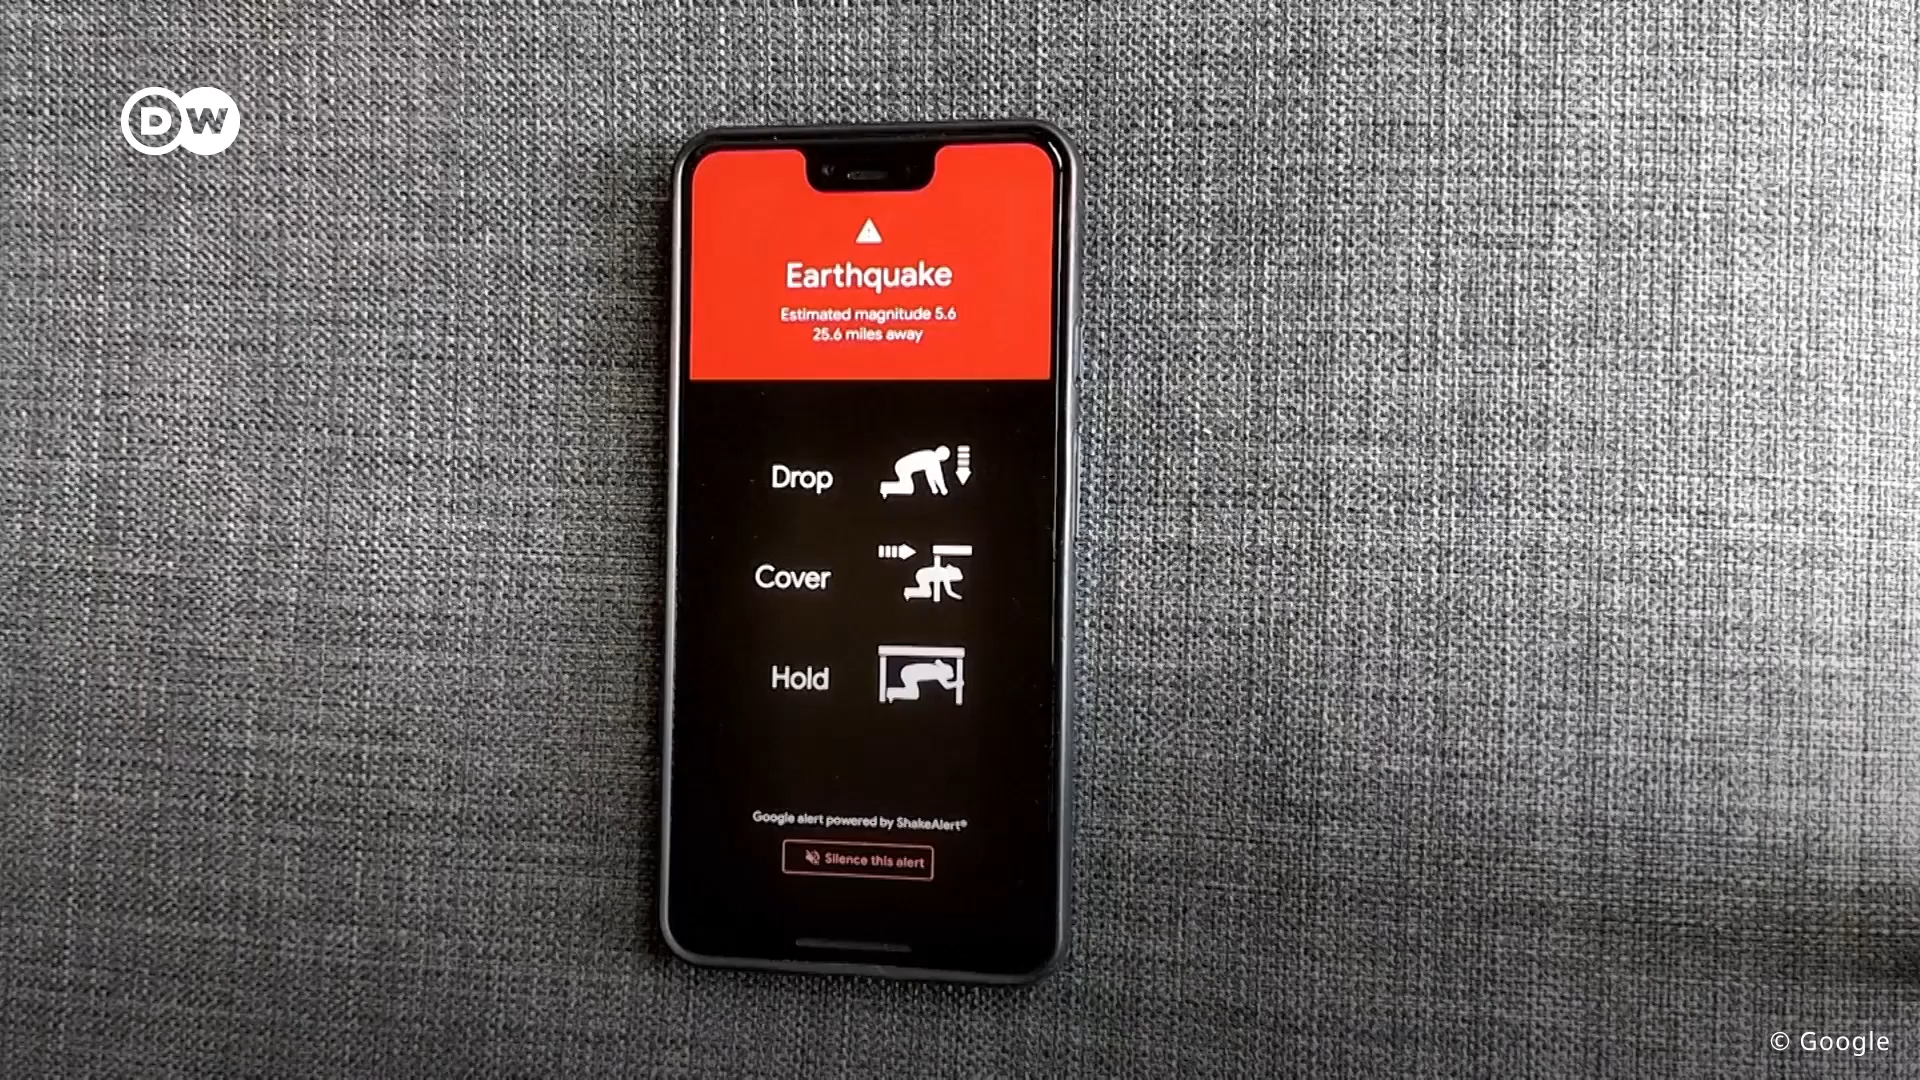 DW
Earthquake
Estimated magnitude 5.6
25.6 miles away
Drop
Cover
Hold
Google alert powered by ShakeAlert®
Silence this alert
© Google